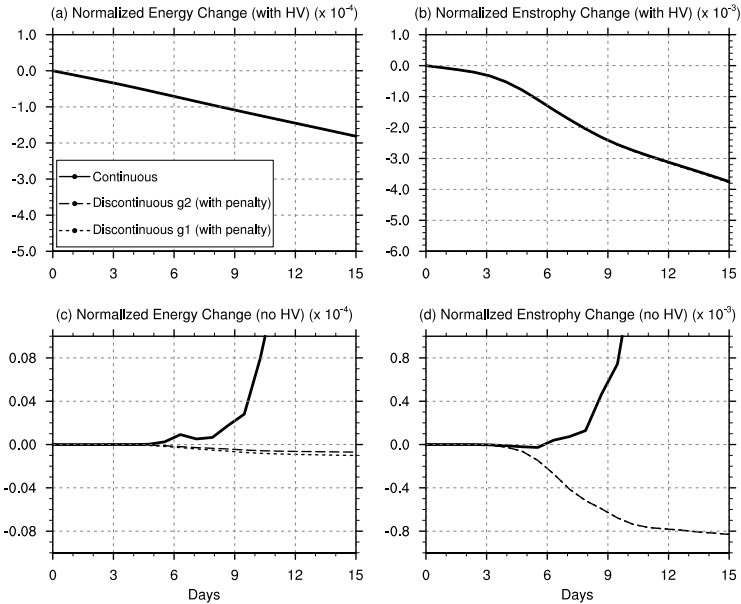 (a) Normalized Energy Change (with HV) (x 10-4)
(b) Normalized Enstrophy Change (with HV) (x 10-3)
1.0
0.0
-1.0
-2.0
-3.0
-4.0
-5.0
Continuous
Discontinuous g2 (with penalty)
Discontinuous g1 (with penalty)
0 3 6 9 12 15
1.0
0.0
-1.0
-2.0
-3.0
-4.0
-5.0
-6.0
0 3 6 9 12 15
(c) Normalized Energy Change (no HV) (x 10-4)
(d) Normalized Enstrophy Change (no HV) (x 10-3)
0.08
0.04
0.00
-0.04
-0.08
0 3 6 9 12 15
Days
0.8
0.4
0.0
-0.4
-0.8
0 3 6 9 12 15
Days